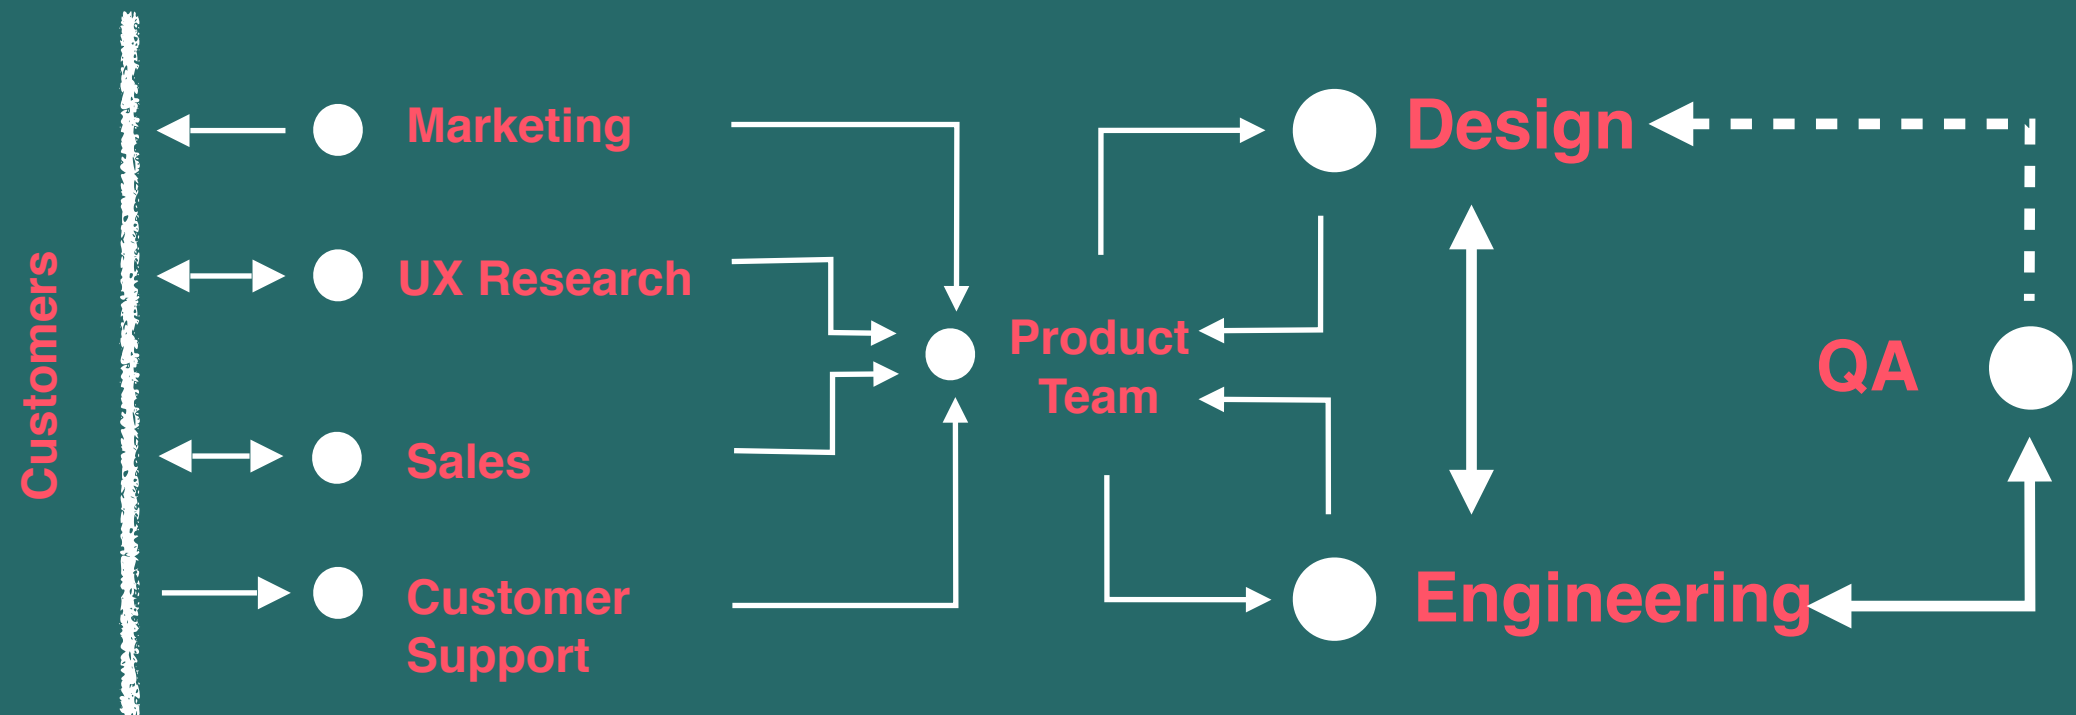 Customers
Marketing
UX Research
Sales
Customer
Support
Product
Team
Design
Engineering
QA